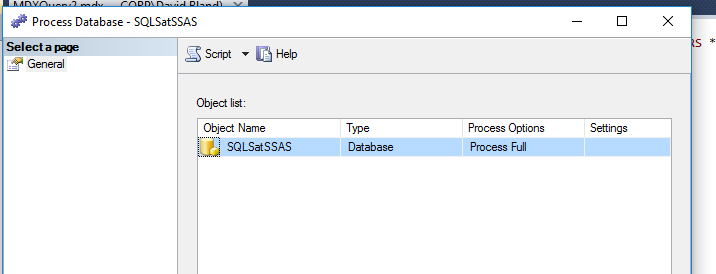 MDXQuery2.mdx - CORP\David Bland)
Process Database - SQLSatSSAS
Select a page
General
Script
Help
RS *
Object list:
Object Name Type Process Options Settings
SQLSatSSAS Database Process Full